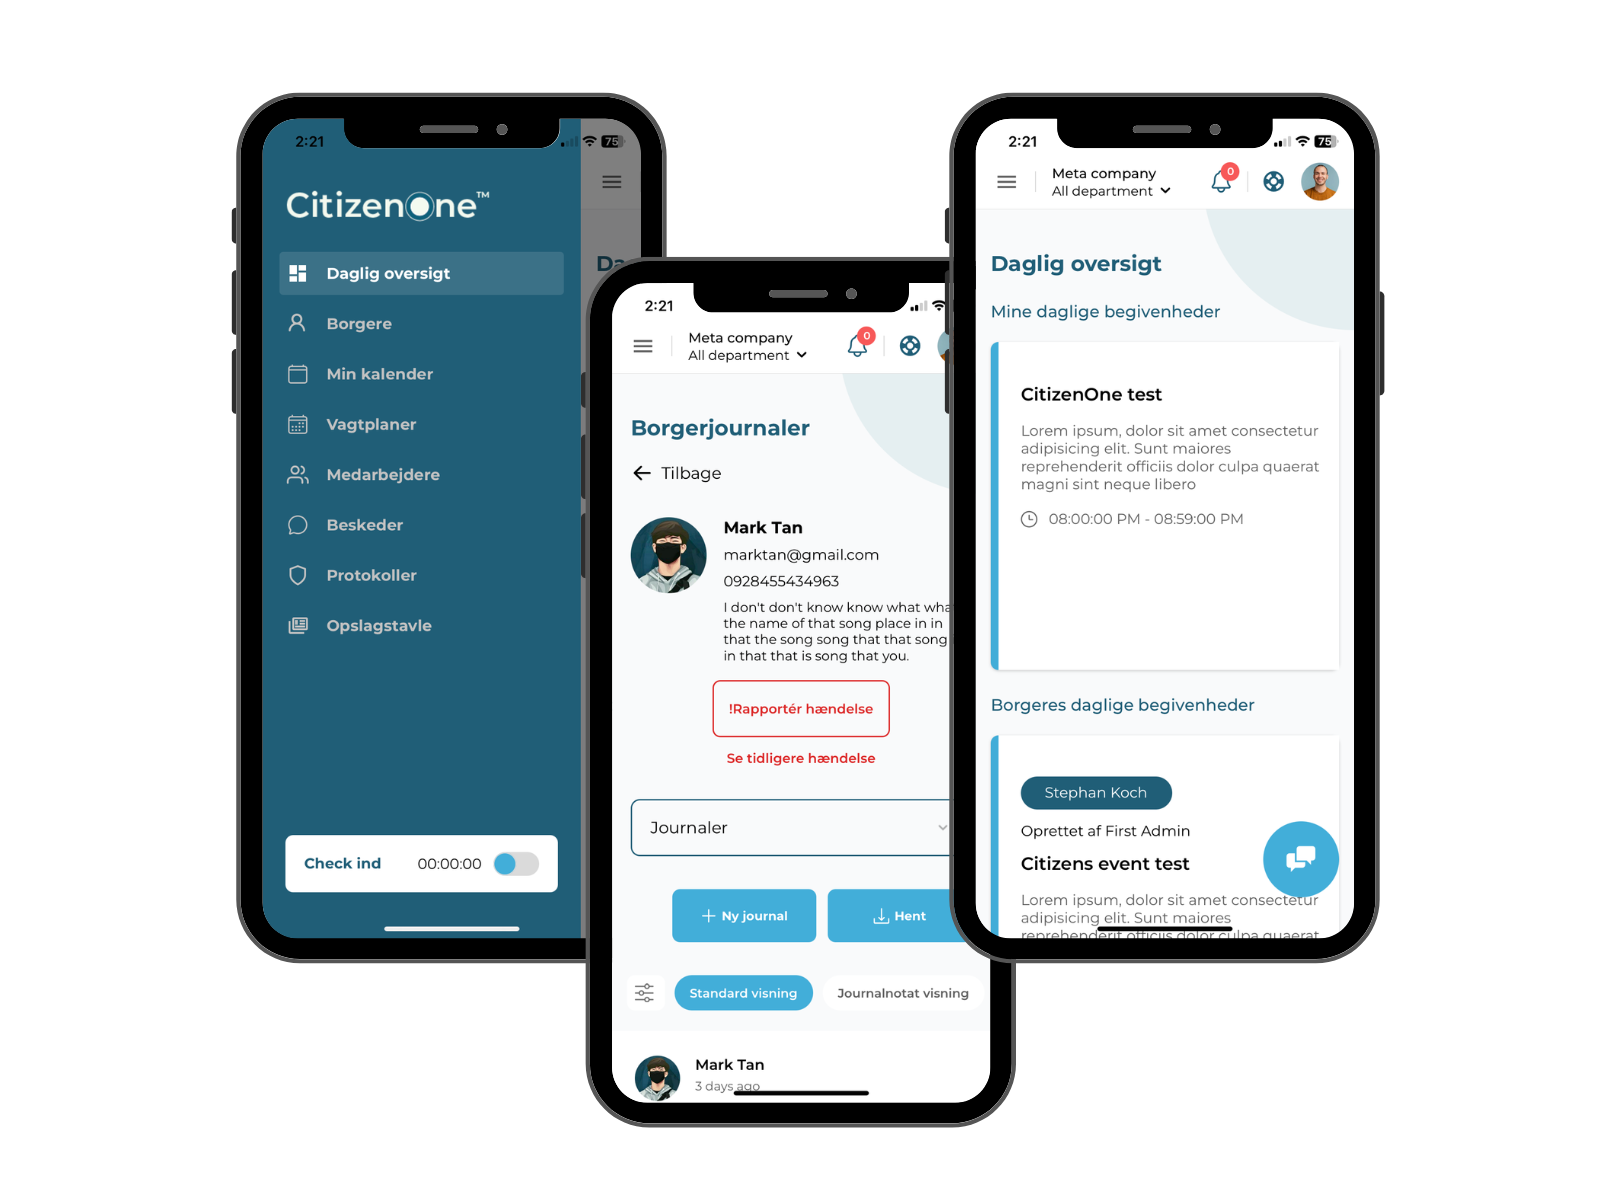 2:21
75
CitizenOne™
Daglig oversigt
Borgere
Min kalender
Vagtplaner
Medarbejdere
Beskeder
Protokoller
Opslagstavle
Check ind 00:00:00
Da
2:21
Meta company
All department
0
Borgerjournaler
Tilbage
Mark Tan
marktan@gmail.com
0928455434963
I don't don't know know what wha
the name of that song place in in
that the song song that that song
in that that is song that you.
!Rapportér hændelse
Se tidligere hændelse
Journaler
Ny journal
Hent
Standard visning
Journalnotat visning
Mark Tan
3 days ago
2:21
75
Meta company
All department
0
Daglig oversigt
Mine daglige begivenheder
CitizenOne test
Lorem ipsum, dolor sit amet consectetur
adipisicing elit. Sunt maiores
reprehenderit officiis dolor culpa quaerat
magni sint neque libero
08:00:00 PM - 08:59:00 PM
Borgeres daglige begivenheder
Stephan Koch
Oprettet af First Admin
Citizens event test
Lorem ipsum, dolor sit amet consectetur
adipisicing elit. Sunt maiores
reprehenderit officiis dolor culpa quaerat